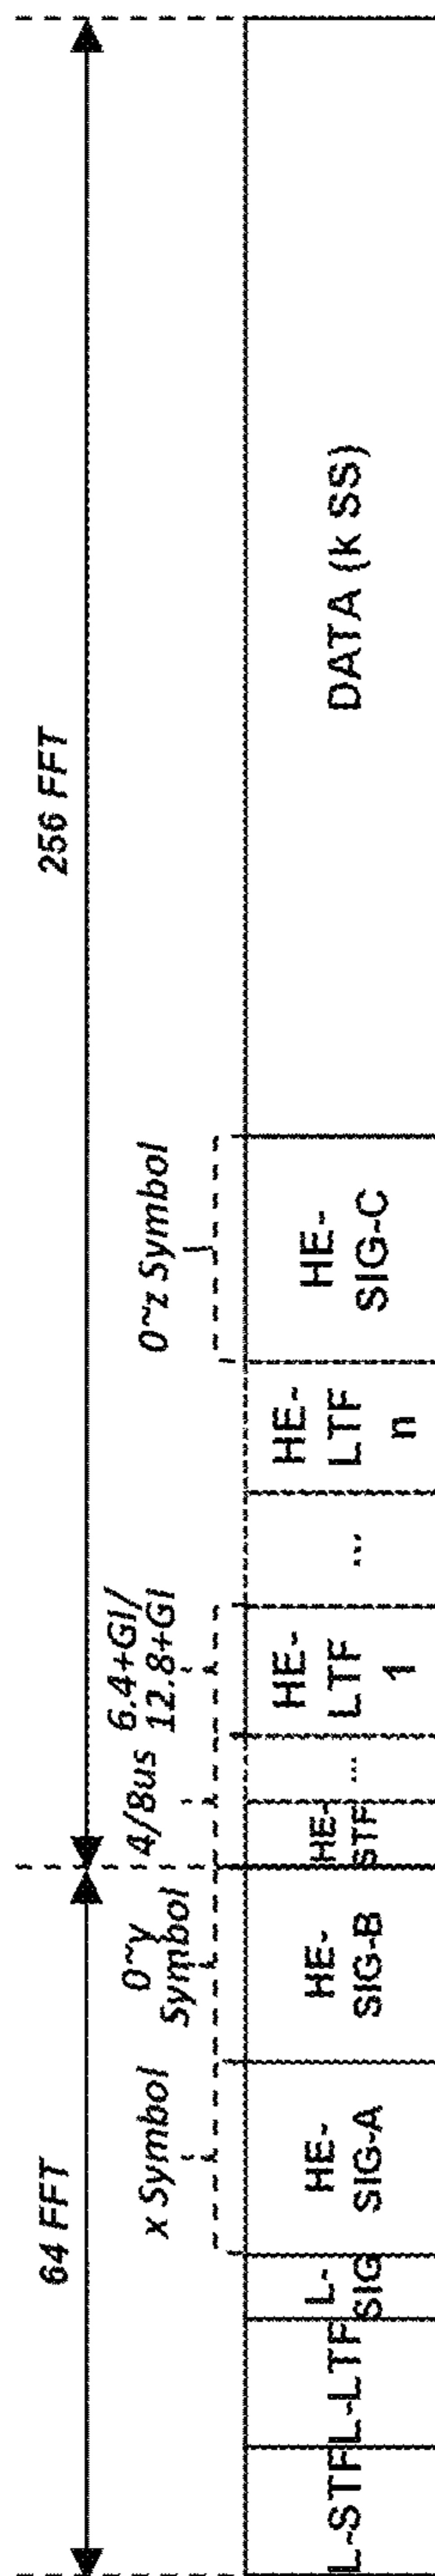 64 FFT
256 FFT
x Symbol
0~y
Symbol
4/8us
6.4+GI/
12.8+GI
0~z Symbol
L-STF
L-LTF
L-
SIG
HE-
SIG-A
HE-
SIG-B
HE-
STF
...
HE-
LTF
1
...
HE-
LTF
n
HE-
SIG-C
DATA (k SS)